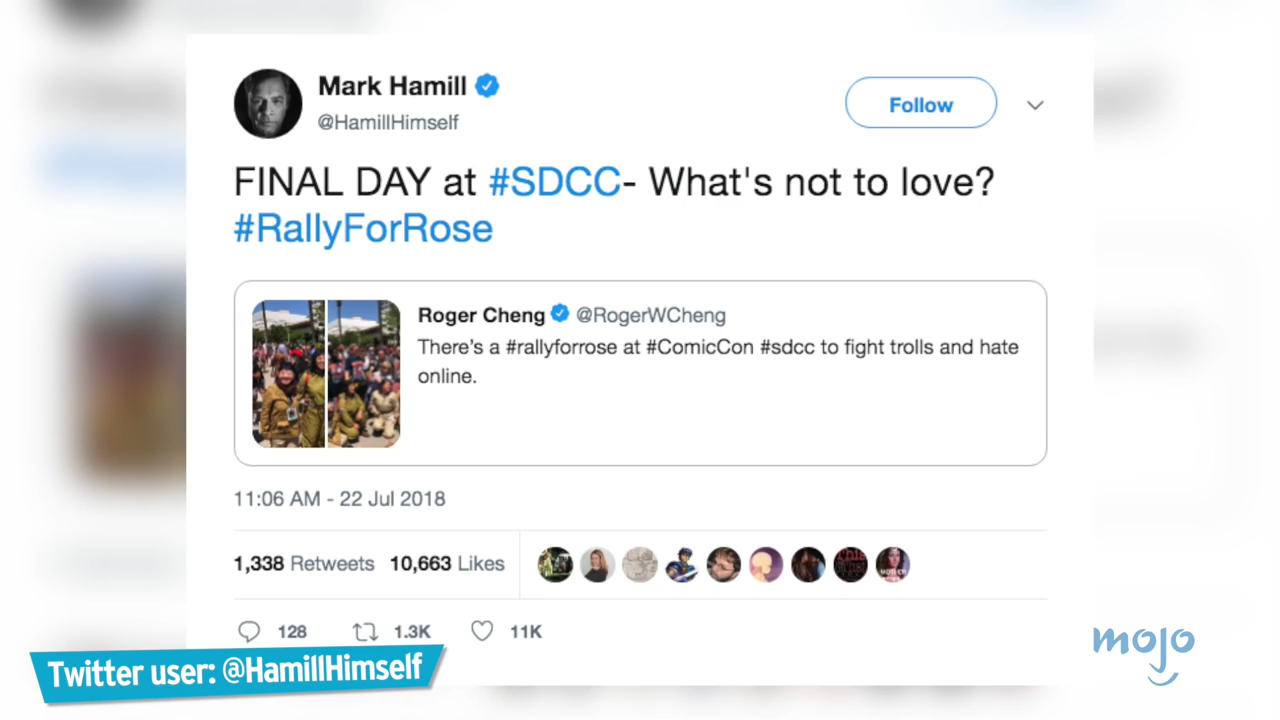 Mark Hamill
@HamillHimself
Follow
FINAL DAY at #SDCC- What's not to love?
#RallyForRose
Roger Cheng @RogerWCheng
There's a #rallyforrose at #ComicCon #sdcc to fight trolls and hate
online.
11:06 AM - 22 Jul 2018
1,338 Retweets 10,663 Likes
128 1.3K 11K
Twitter user: @HamillHimself
mojo